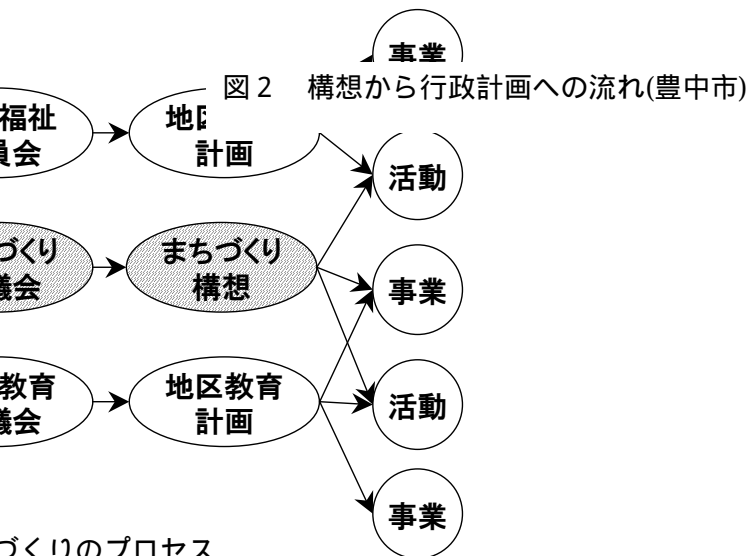 事業
図２　構想から行政計画への流れ(豊中市)
福祉
員会
地区
計画
活動
づくり
議会
まちづくり
構想
事業
教育
議会
地区教育
計画
活動
事業
づくりのプロセス